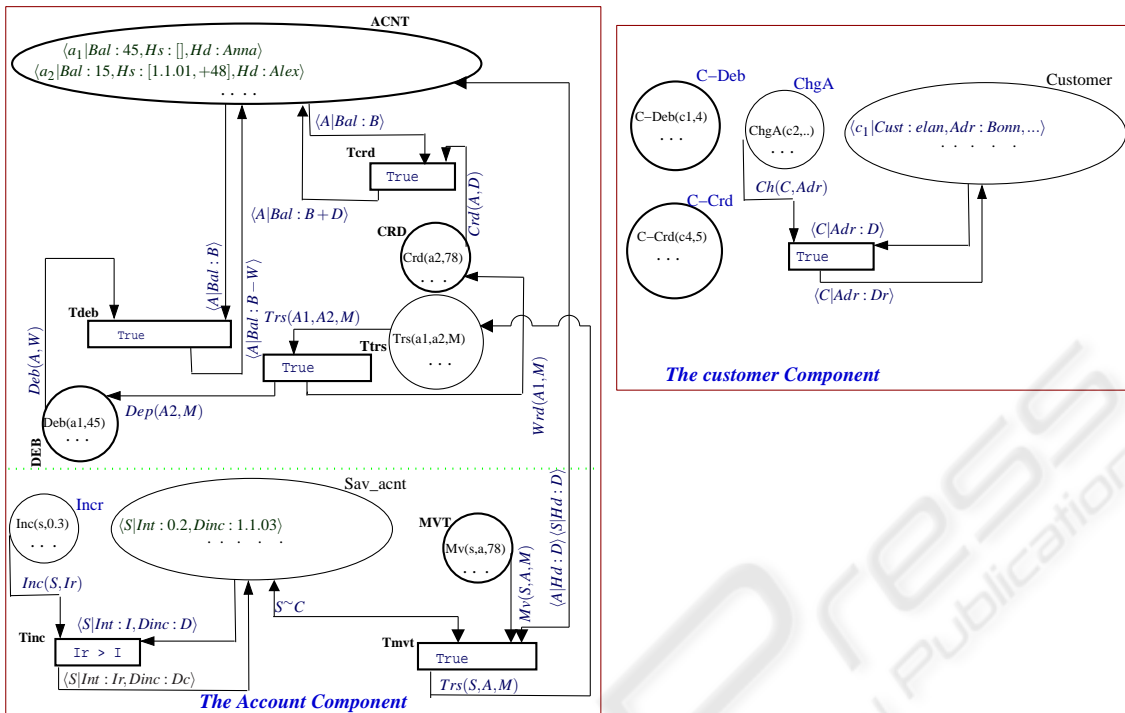 ACNT
⟨a1|Bal : 45, Hs : [], Hd : Anna⟩
⟨a2|Bal : 15, Hs : [1.1.01, +48], Hd : Alex⟩
. . . .
⟨A|Bal : B⟩
Tcrd
True
⟨A|Bal : B + D⟩
Crd(A, D)
CRD
Crd(a2,78)
. . .
⟨A|Bal : B⟩
⟨A|Bal : B − W⟩
Tdeb
True
Deb(A, W)
Trs(A1, A2, M)
Ttrs
True
Trs(a1,a2,M)
. . .
Dep(A2, M)
Wrd(A1, M)
Deb(a1,45)
. . .
DEB
Incr
Inc(s,0.3)
. . .
Sav_acnt
⟨S|Int : 0.2, Dinc : 1.1.03⟩
. . . . .
MVT
Mv(s,a,78)
. . .
Mv(S, A, M)
⟨A|Hd : D⟩⟨S|Hd : D⟩
Inc(S, Ir)
S~C
⟨S|Int : I, Dinc : D⟩
Tinc
Ir > I
Tmvt
True
⟨S|Int : Ir, Dinc : Dc⟩
Trs(S, A, M)
The Account Component
C−Deb
C−Deb(c1,4)
. . .
ChgA
ChgA(c2,..)
. . .
Customer
⟨c1|Cust : elan, Adr : Bonn, ...⟩
. . . . .
Ch(C, Adr)
C−Crd
C−Crd(c4,5)
. . .
⟨C|Adr : D⟩
True
⟨C|Adr : Dr⟩
The customer Component
Press
Publication